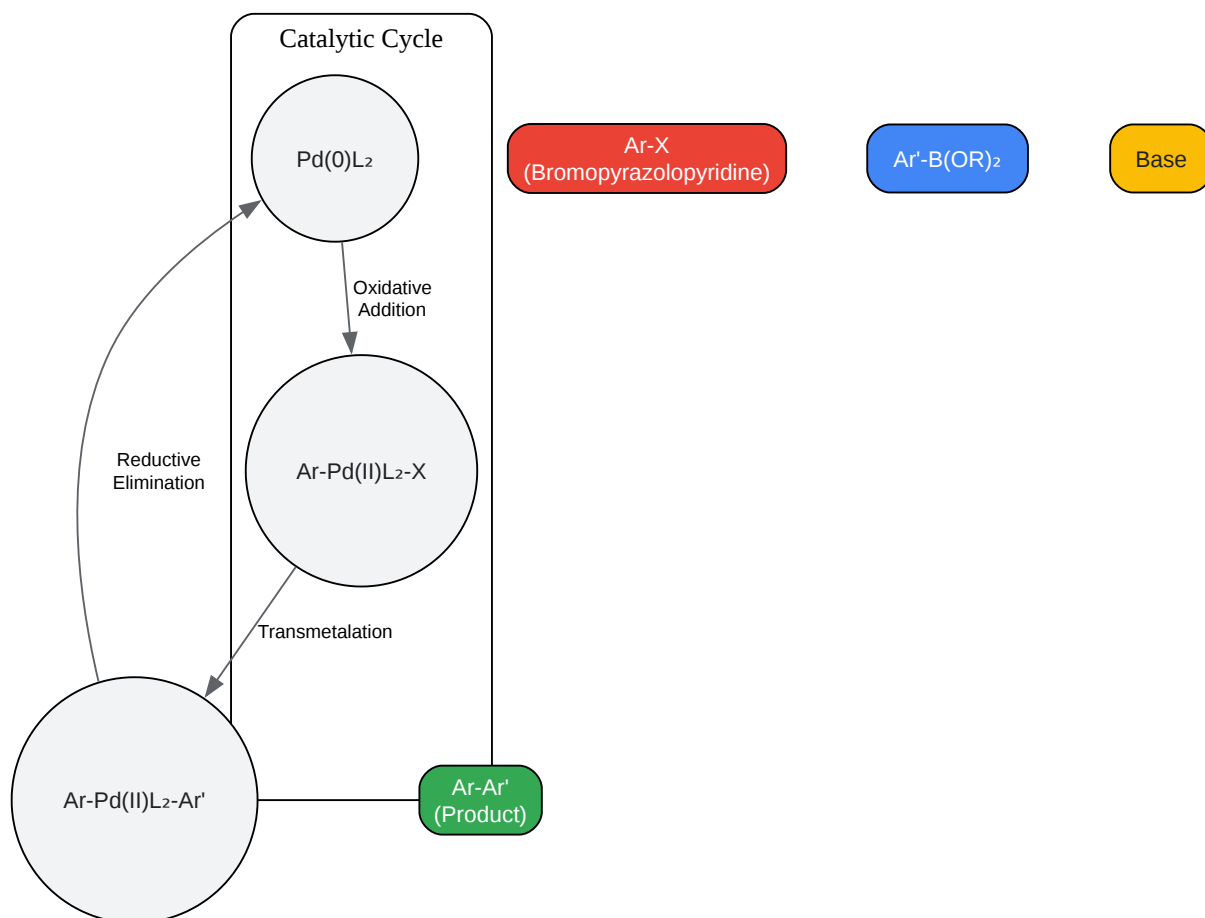 Catalytic Cycle
Pd(0)L₂
Ar-X
(Bromopyrazolopyridine)
Ar'-B(OR)₂
Base
Oxidative
Addition
Ar-Pd(II)L₂-X
Reductive
Elimination
Transmetalation
Ar-Pd(II)L₂-Ar'
Ar-Ar'
(Product)